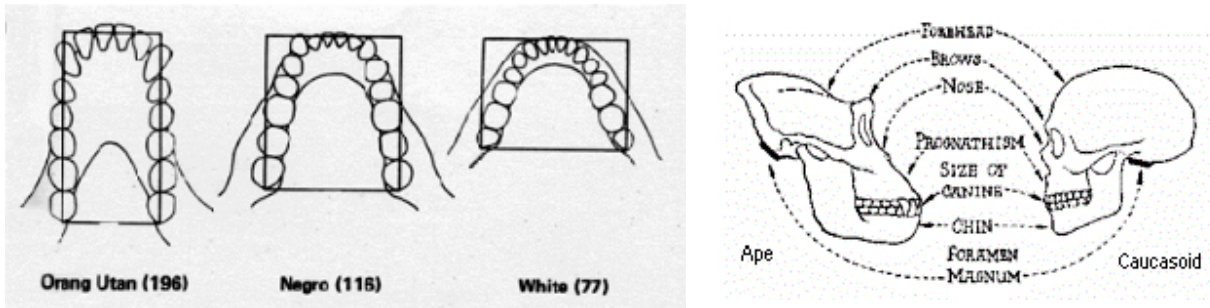 Orang Utan (196)
Negro (116)
White (77)
FOREHEAD
BROWS
NOSE
PROGNATHISM
SIZE OF
CANINE
CHIN
FORAMEN
MAGNUM
Ape
Caucasoid